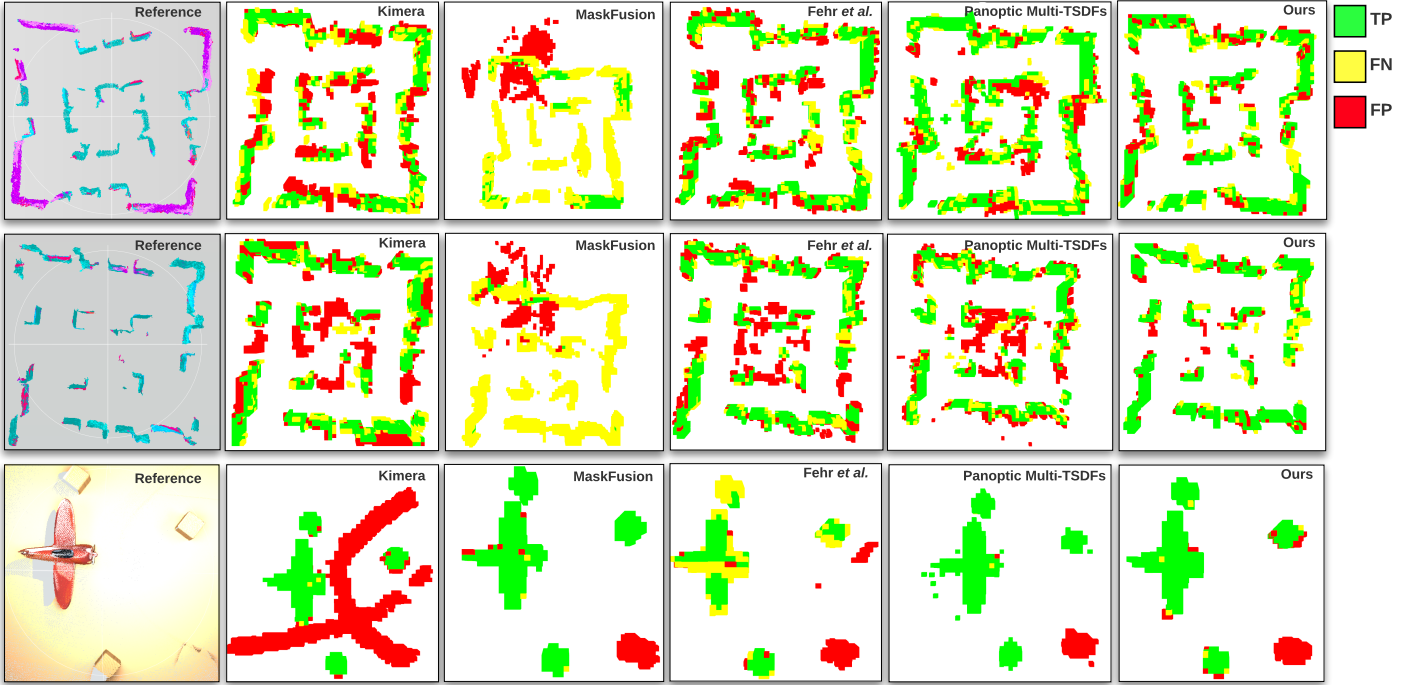 Reference
Kimera
MaskFusion
Fehr et al.
Panoptic Multi-TSDFs
Ours
TP
FN
FP
Reference
Kimera
MaskFusion
Fehr et al.
Panoptic Multi-TSDFs
Ours
Reference
Kimera
MaskFusion
Fehr et al.
Panoptic Multi-TSDFs
Ours